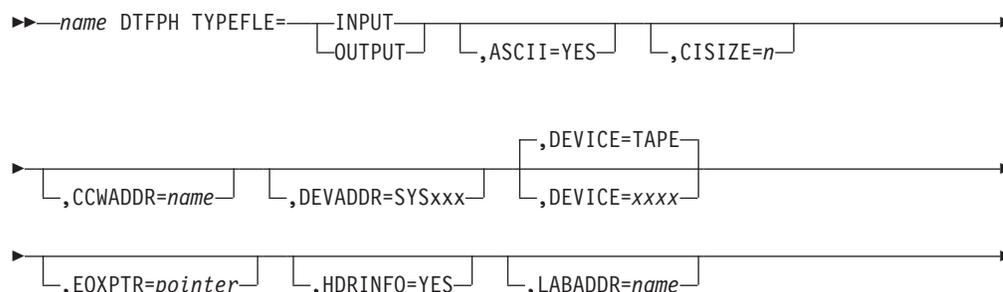 name DTFPH TYPEFLE= INPUT
OUTPUT ,ASCII=YES ,CISIZE=n
,DEVICE=TAPE
,CCWADDR=name ,DEVADDR=SYSxxx ,DEVICE=xxxx
,EOXPTR=pointer ,HDRINFO=YES ,LABADDR=name